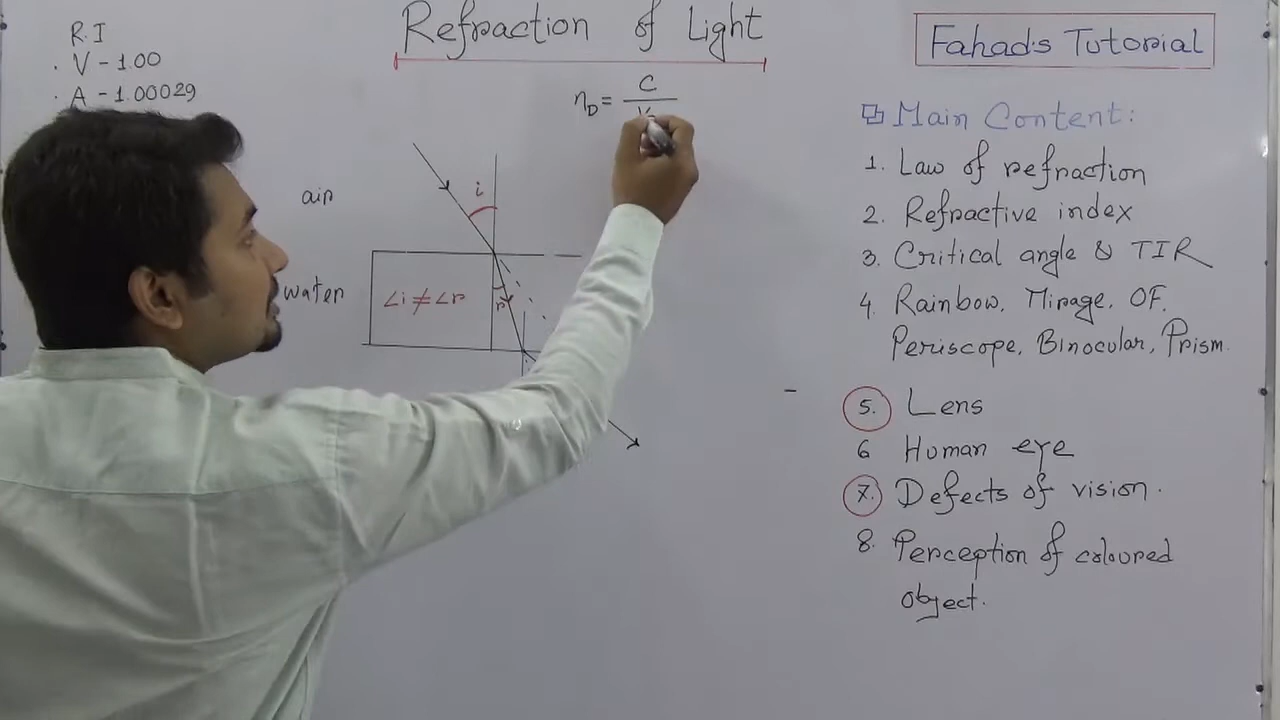 Refraction of Light
R.I
. V - 1.00
. A - 1.00029
η_D = C
Fahad's Tutorial
Main Content:
1. Law of refraction
2. Refractive index
3. Critical angle & TIR
4. Rainbow, Mirage, OF.
Periscope, Binocular, Prism.
5. Lens
6 Human eye
7. Defects of vision.
8. Perception of coloured
object.
i
air
water
∠i ≠ ∠r
r